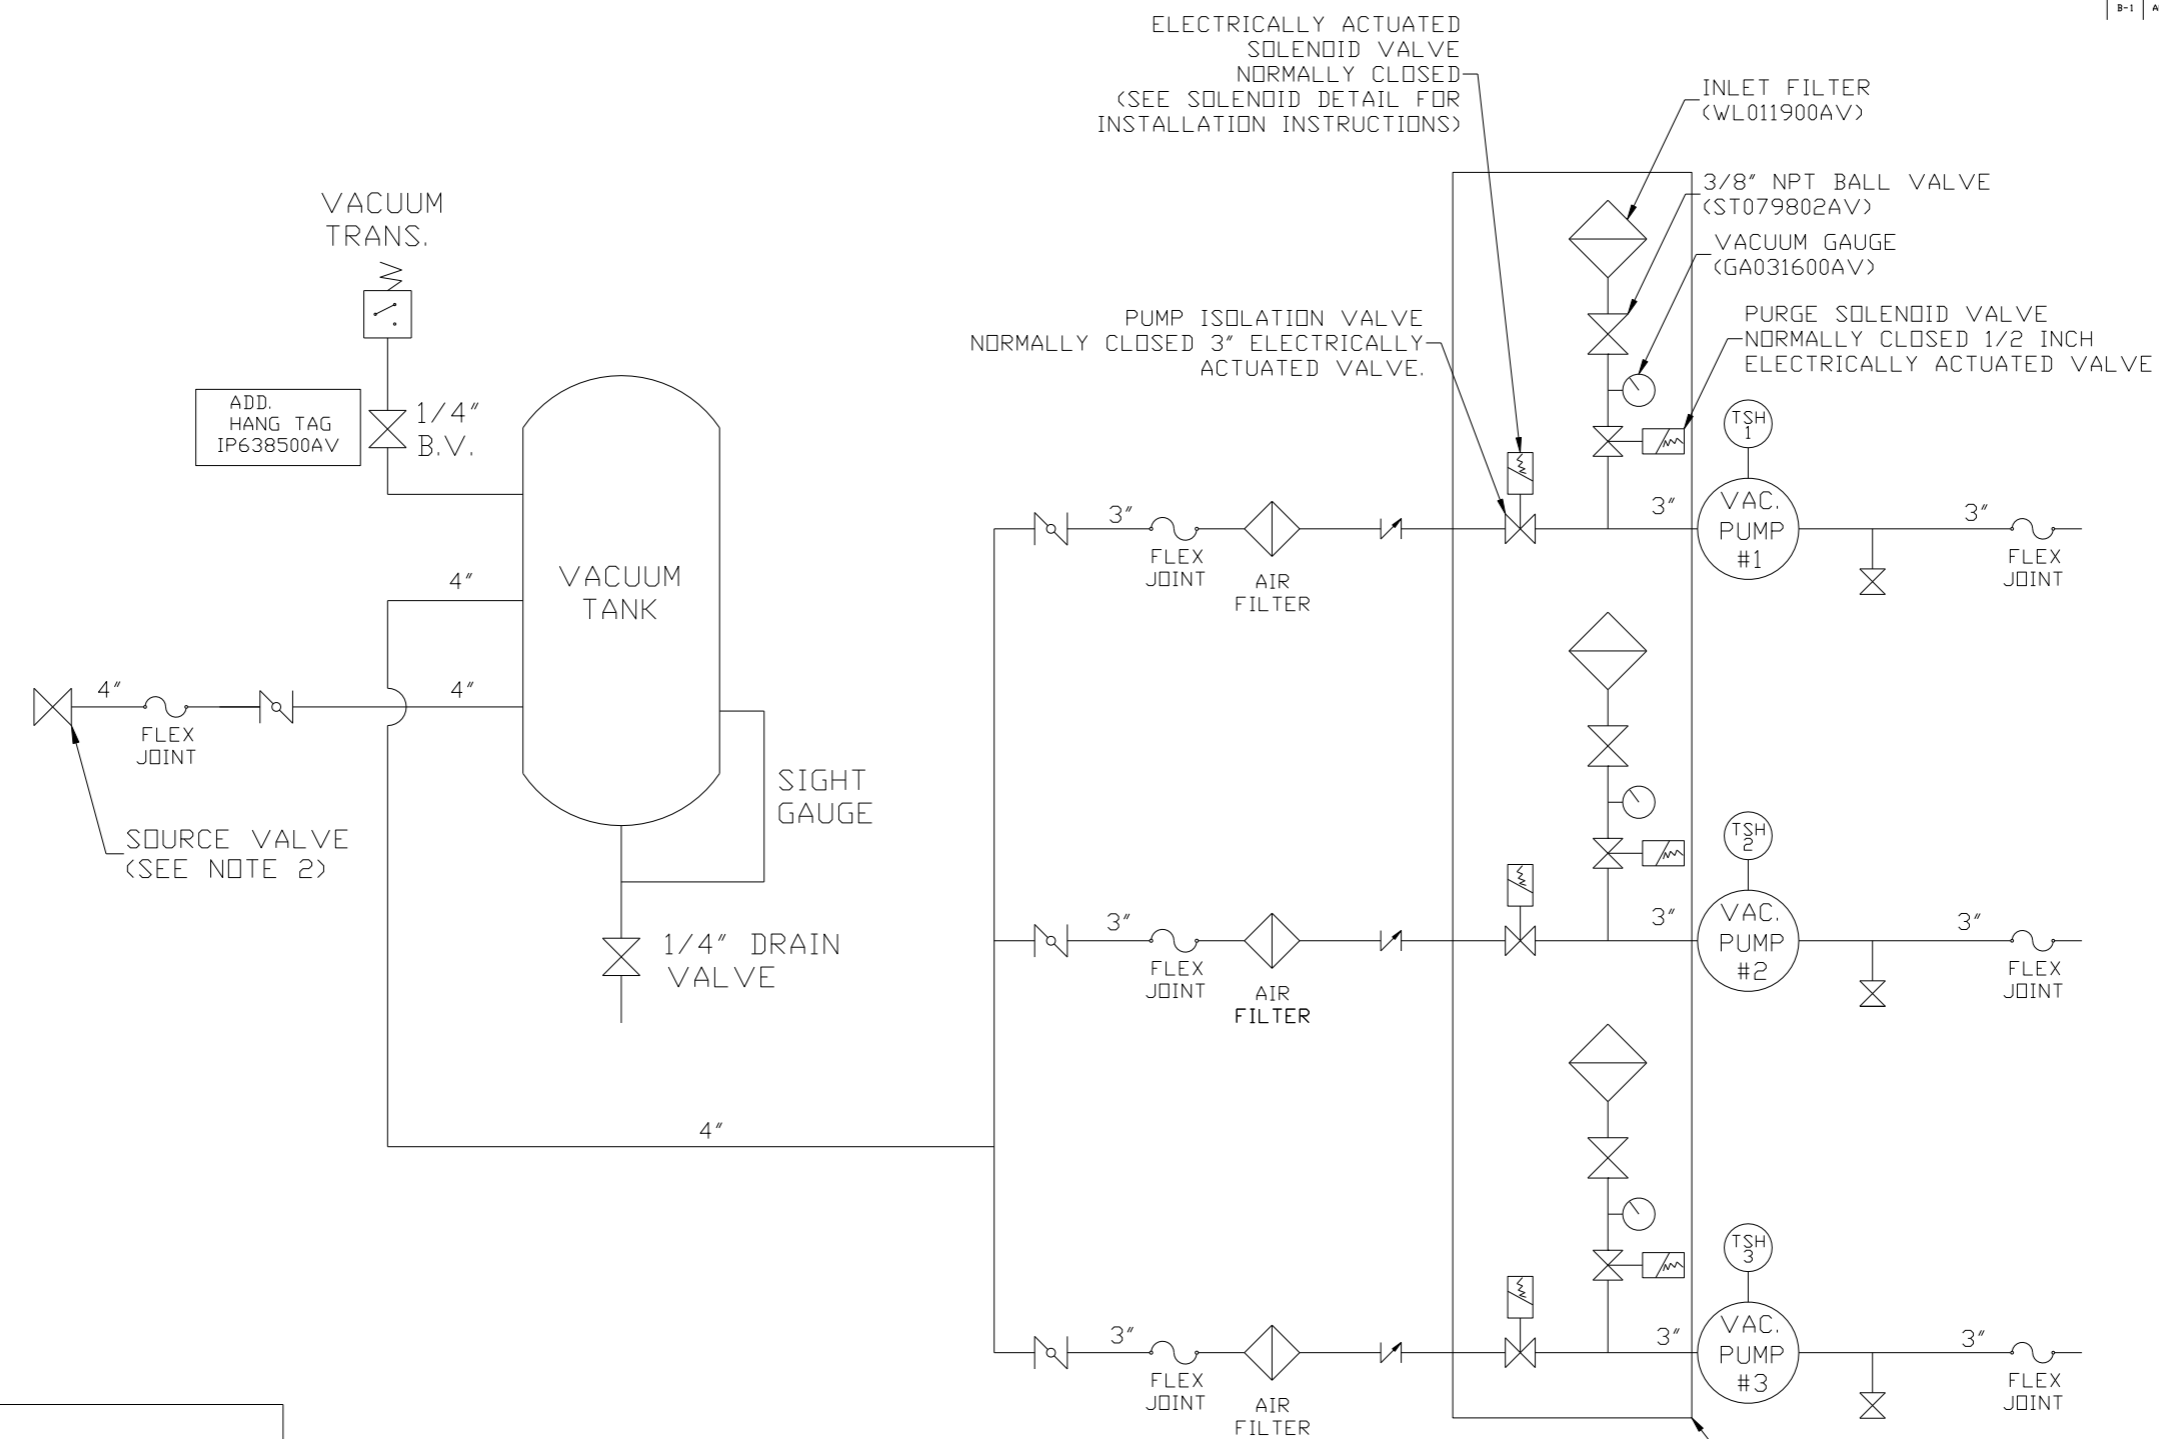 B-1
ELECTRICALLY ACTUATED
SOLENOID VALVE
NORMALLY CLOSED
(SEE SOLENOID DETAIL FOR
INSTALLATION INSTRUCTIONS)
INLET FILTER
(WL011900AV)
3/8" NPT BALL VALVE
(ST079802AV)
VACUUM GAUGE
(GA031600AV)
PURGE SOLENOID VALVE
NORMALLY CLOSED 1/2 INCH
ELECTRICALLY ACTUATED VALVE
PUMP ISOLATION VALVE
NORMALLY CLOSED 3" ELECTRICALLY
ACTUATED VALVE.
VACUUM
TRANS.
ADD.
HANG TAG
IP638500AV
1/4"
B.V.
VACUUM
TANK
4"
4"
4"
FLEX
JOINT
SOURCE VALVE
(SEE NOTE 2)
SIGHT
GAUGE
1/4" DRAIN
VALVE
4"
3"
FLEX
JOINT
AIR
FILTER
3"
TSH
1
VAC.
PUMP
#1
3"
FLEX
JOINT
3"
FLEX
JOINT
AIR
FILTER
3"
TSH
2
VAC.
PUMP
#2
3"
FLEX
JOINT
3"
FLEX
JOINT
AIR
FILTER
3"
TSH
3
VAC.
PUMP
#3
3"
FLEX
JOINT